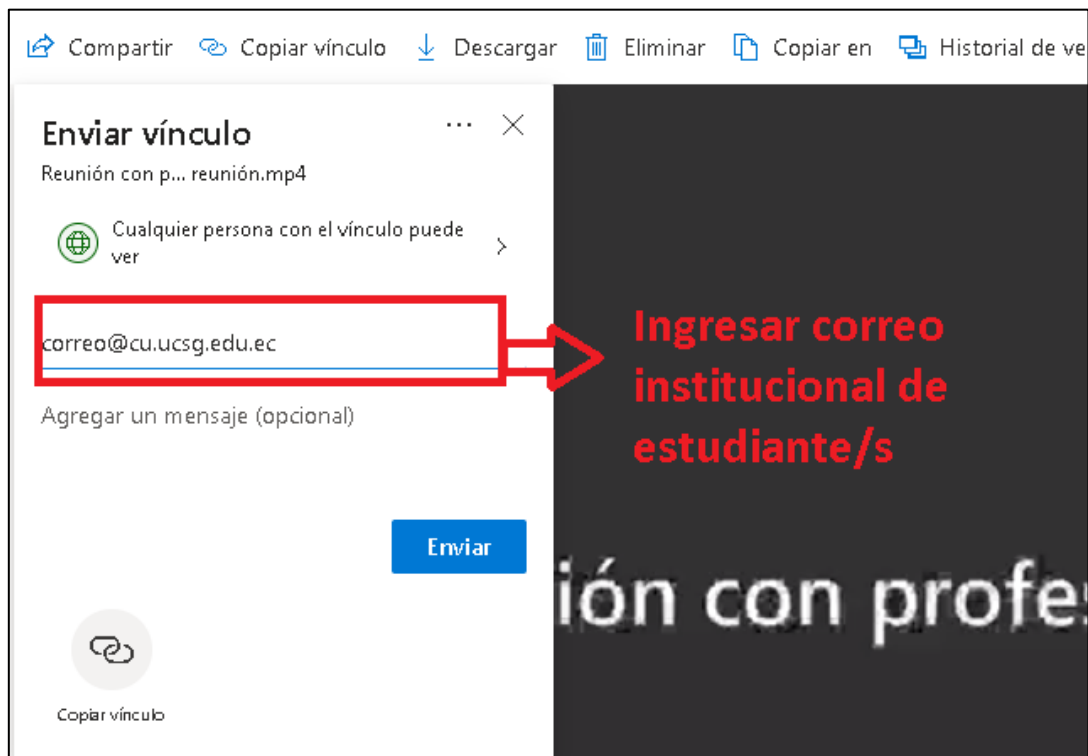 Compartir Copiar vínculo Descargar Eliminar Copiar en Historial de ve
Enviar vínculo ...
Reunión con p... reunión.mp4
Cualquier persona con el vínculo puede
ver
correo@cu.ucsg.edu.ec
Agregar un mensaje (opcional)
Enviar
Copiar vínculo
Ingresar correo
institucional de
estudiante/s
ión con profe